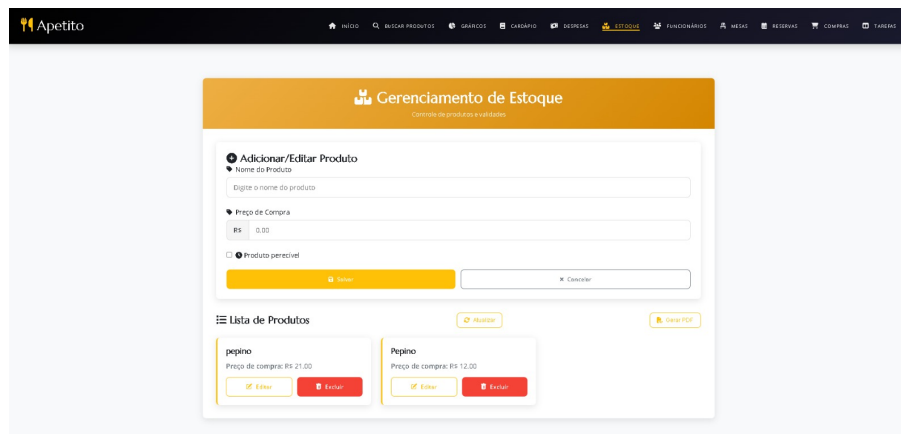 Apetito
INÍCIO BUSCAR PRODUTOS GRÁFICOS CARDÁPIO DESPESAS ESTOQUE FUNCIONÁRIOS MESAS RESERVAS COMPRAS TAREFAS
Gerenciamento de Estoque
Controle de produtos e validades
Adicionar/Editar Produto
Nome do Produto
Digite o nome do produto
Preço de Compra
R$ 0.00
Produto perecível
Salvar Cancelar
Lista de Produtos Atualizar Gerar PDF
pepino Pepino
Preço de compra: R$ 21.00 Preço de compra: R$ 12.00
Editar Excluir Editar Excluir